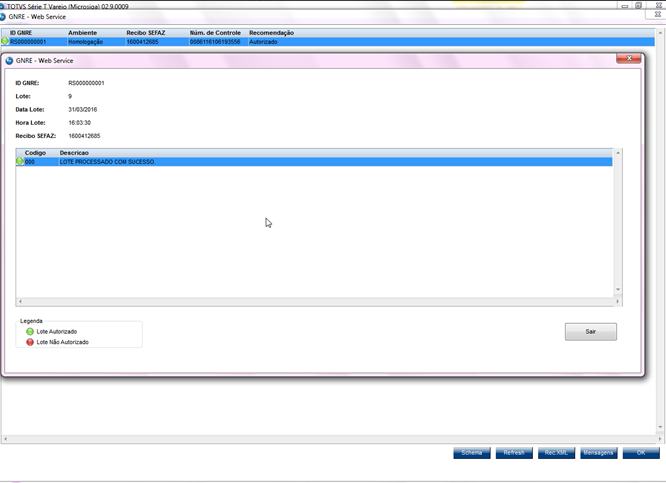 TOTVS Série T Varejo (Microsiga) 02.9.0009
GNRE - Web Service
ID GNRE Ambiente Recibo SEFAZ Núm. de Controle Recomendação
RS000000001 Homologação 1600412685 0006116106193556 Autorizado
GNRE - Web Service
ID GNRE: RS000000001
Lote: 9
Data Lote: 31/03/2016
Hora Lote: 16:03:30
Recibo SEFAZ: 1600412685
Codigo Descricao
000 LOTE PROCESSADO COM SUCESSO.
Legenda
Lote Autorizado
Lote Não Autorizado
Sair
Schema Refresh Rec.XML Mensagens OK